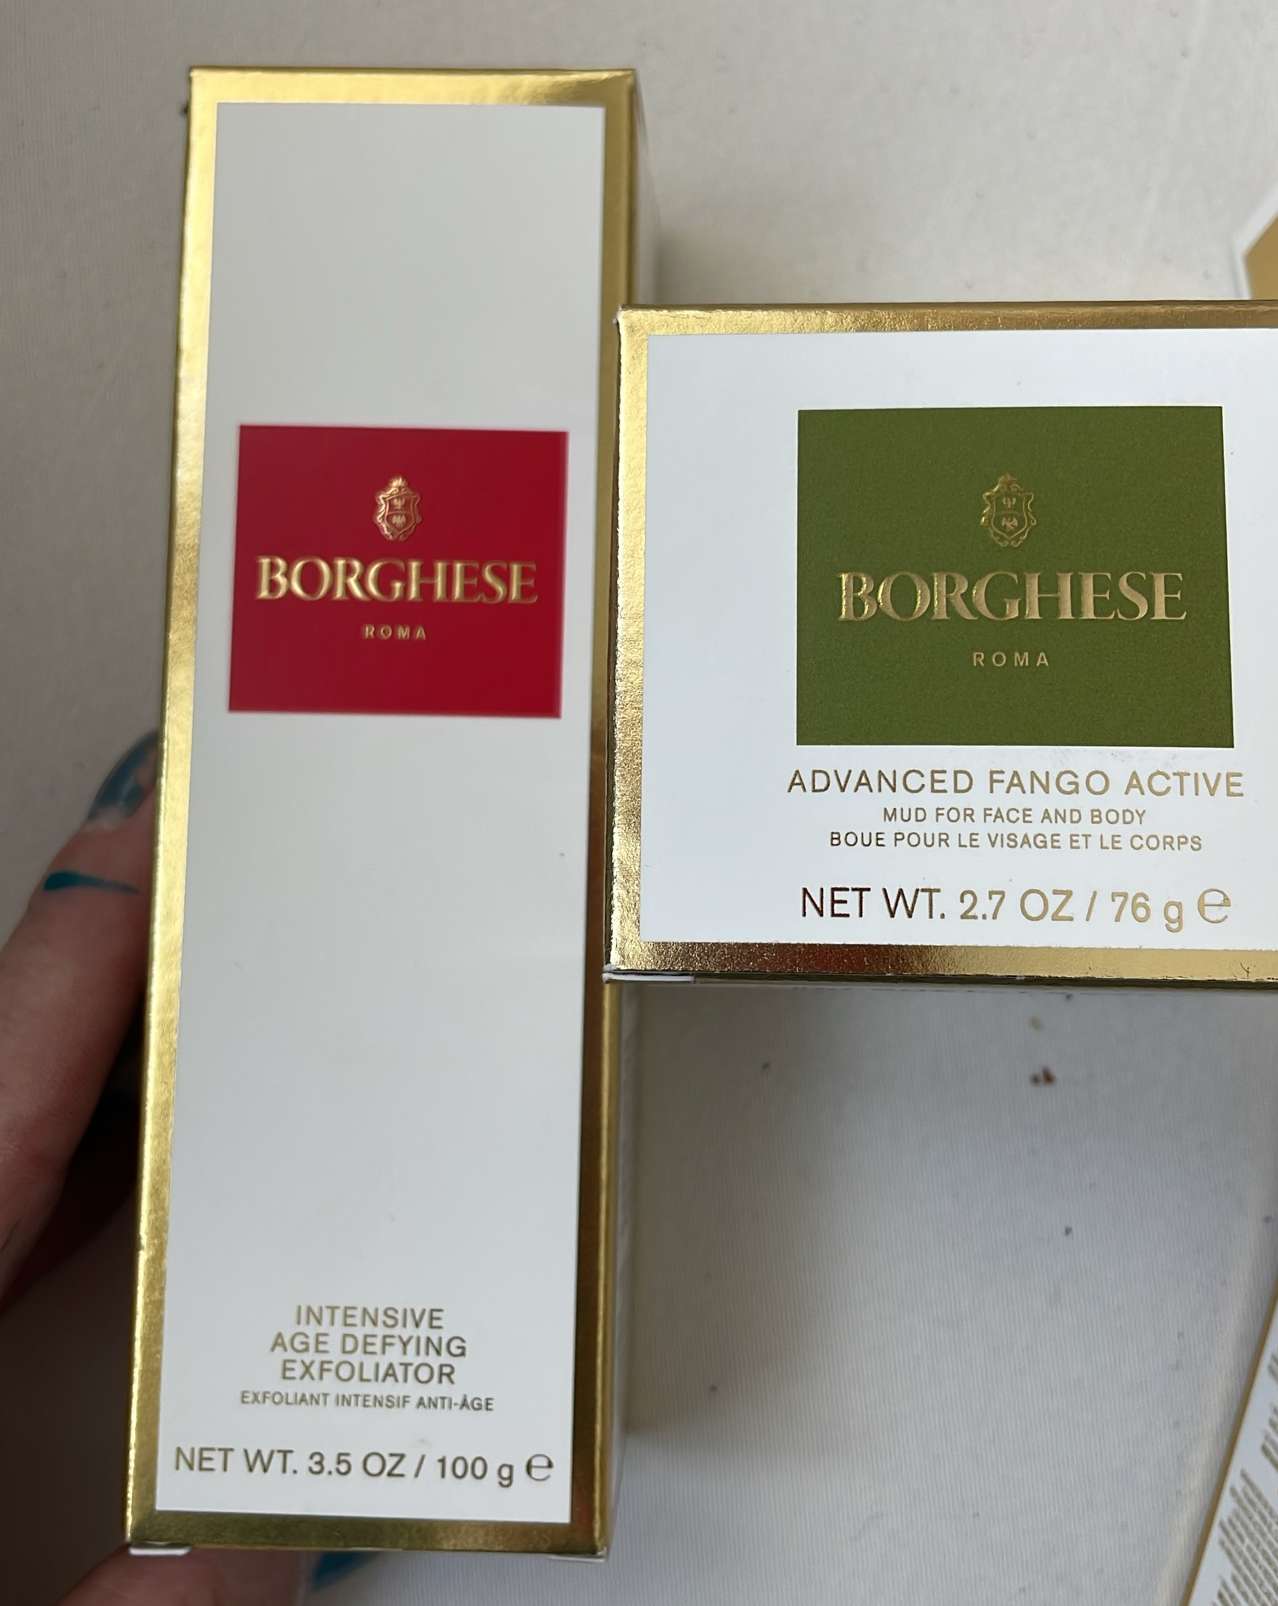 BORGHESE
ROMA
INTENSIVE
AGE DEFYING
EXFOLIATOR
EXFOLIANT INTENSIF ANTI-ÂGE
NET WT. 3.5 OZ / 100 g ℮
BORGHESE
ROMA
ADVANCED FANGO ACTIVE
MUD FOR FACE AND BODY
BOUE POUR LE VISAGE ET LE CORPS
NET WT. 2.7 OZ / 76 g ℮